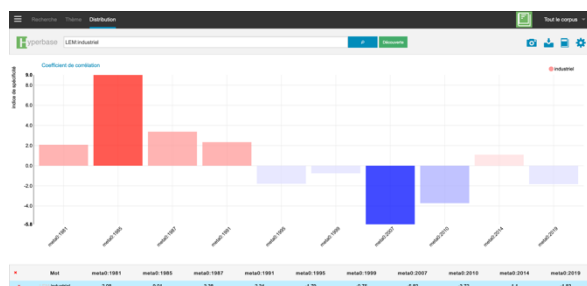 Recherche Thème Distribution
Tout le corpus
Hyperbase LEM:industriel Découverte
Coefficient de corrélation
industriel
Indice de spécificité
9.0
8.0
6.0
4.0
2.0
0.0
-2.0
-4.0
meta0:1981 meta0:1985 meta0:1987 meta0:1991 meta0:1995 meta0:1999 meta0:2007 meta0:2010 meta0:2014 meta0:2019
Mot meta0:1981 meta0:1985 meta0:1987 meta0:1991 meta0:1995 meta0:1999 meta0:2007 meta0:2010 meta0:2014 meta0:2019